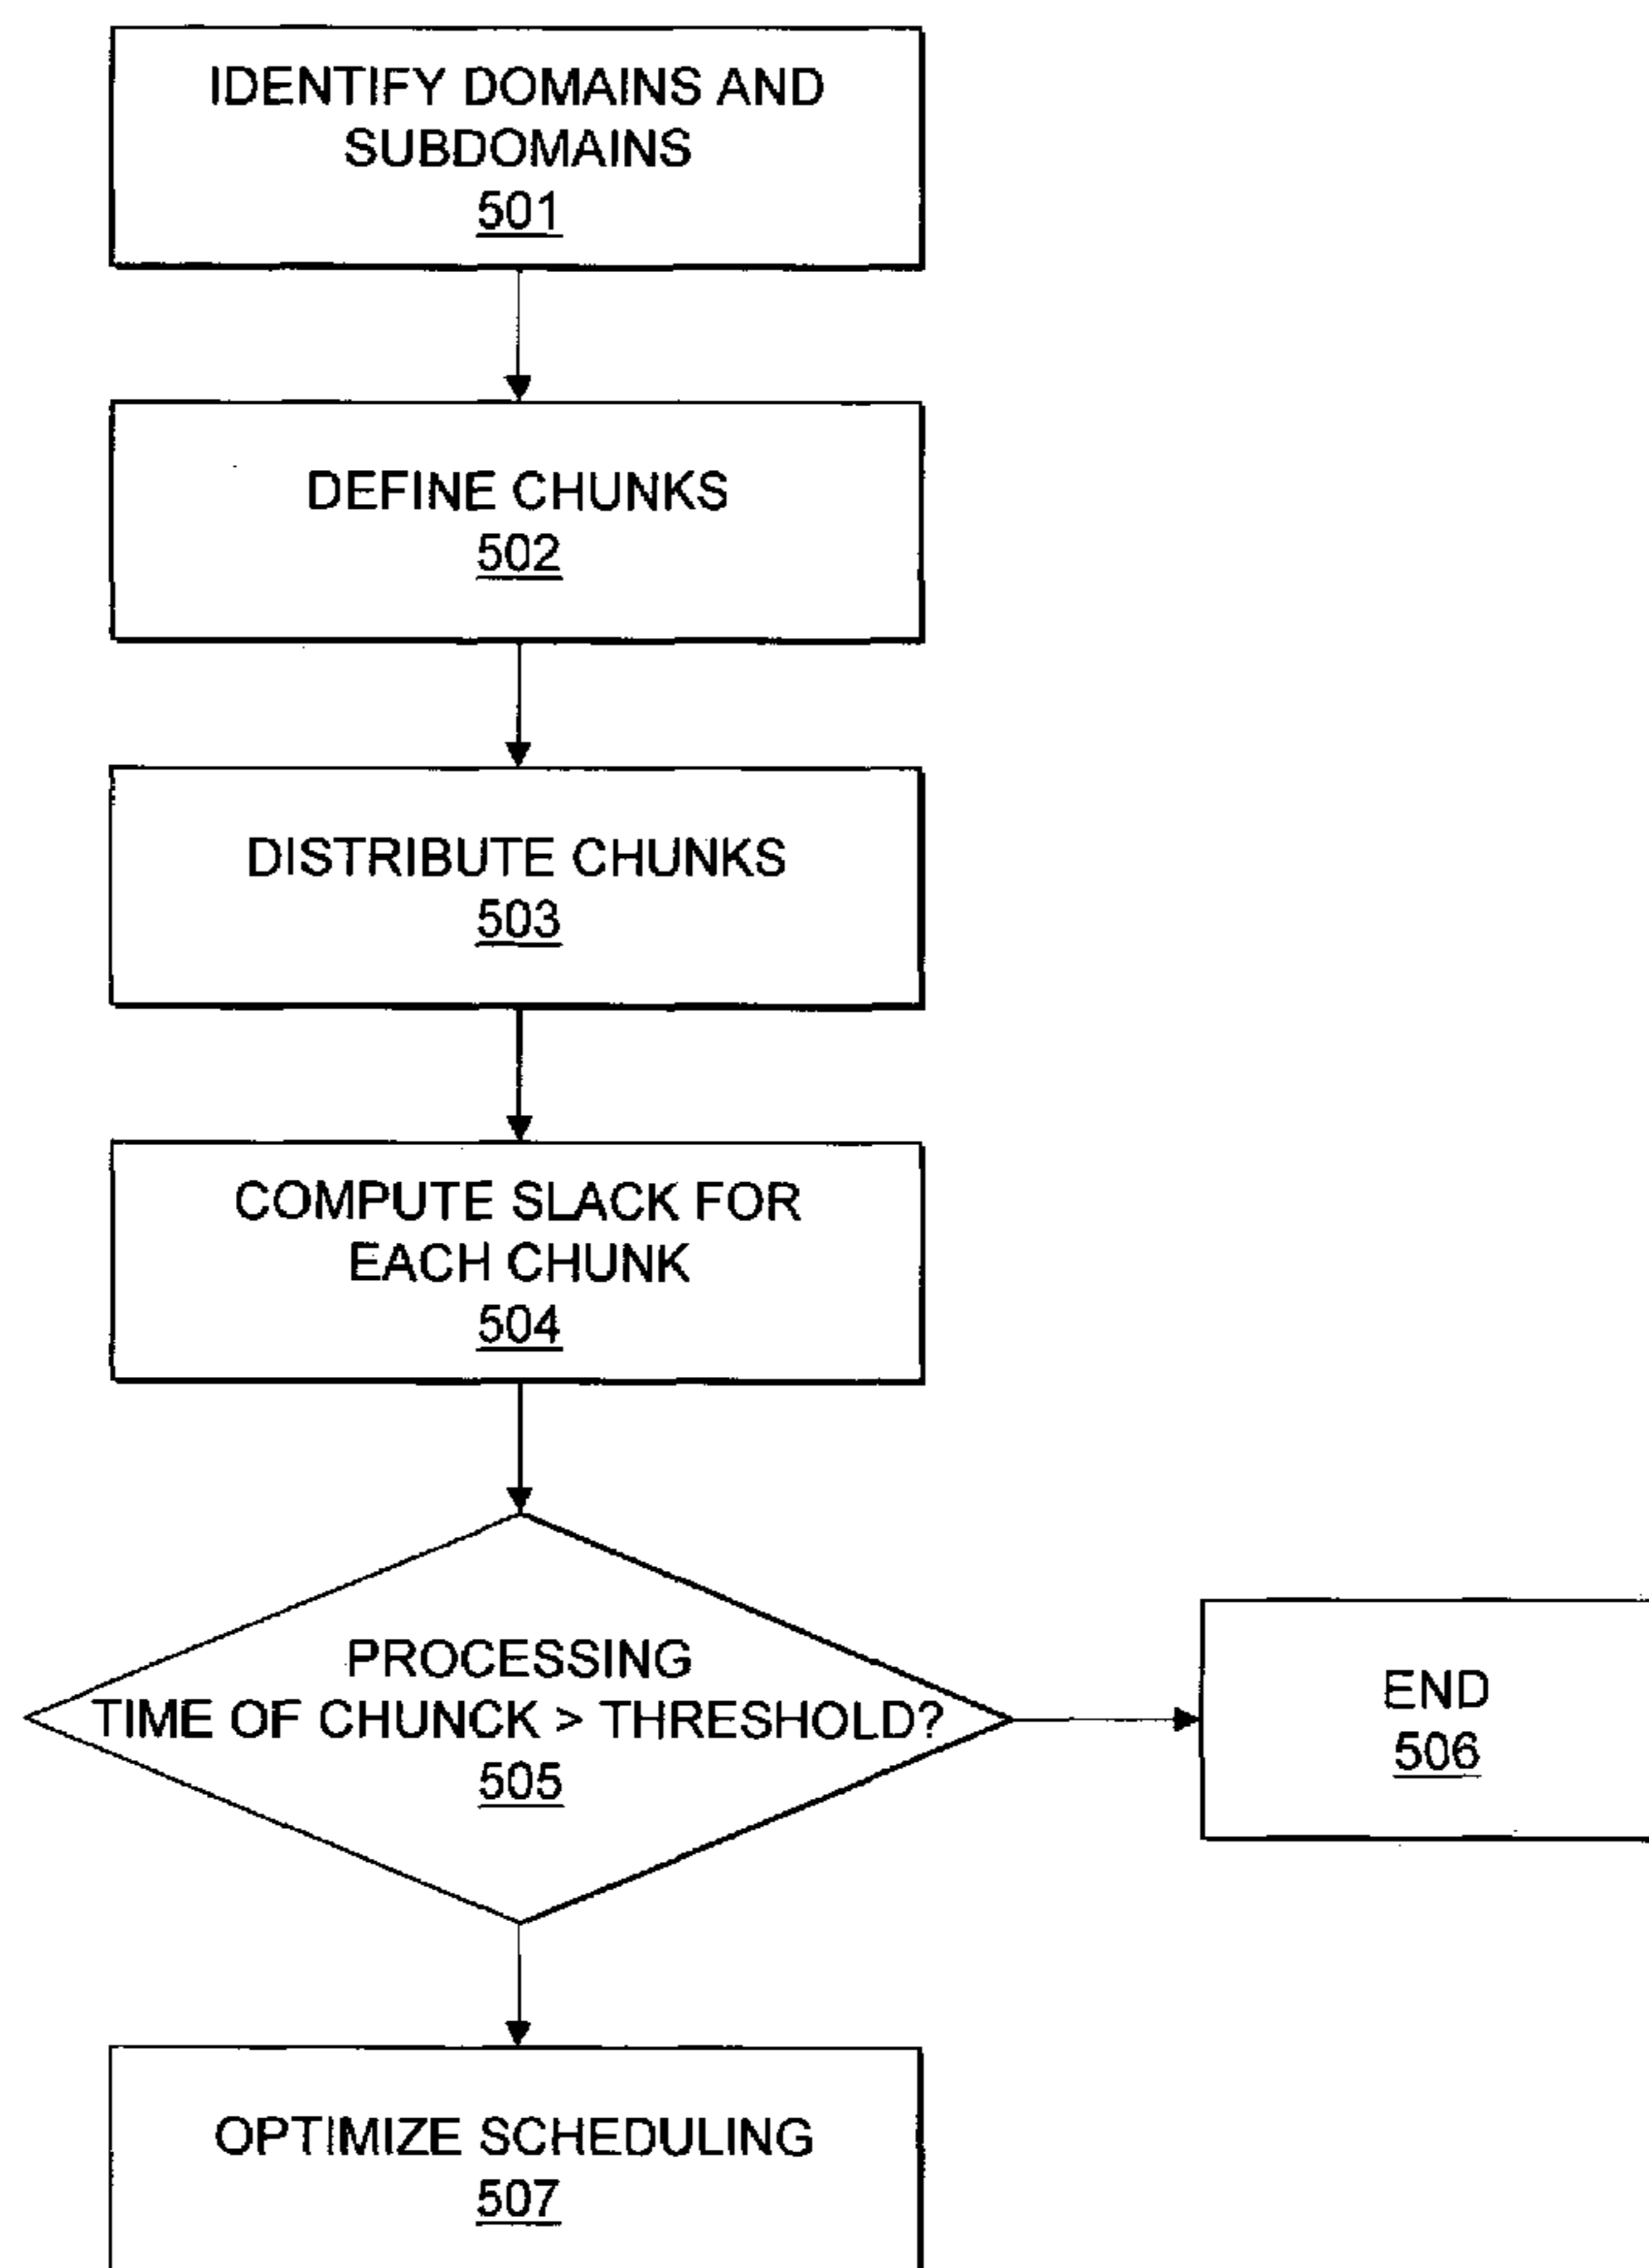 IDENTIFY DOMAINS AND
SUBDOMAINS
501
DEFINE CHUNKS
502
DISTRIBUTE CHUNKS
503
COMPUTE SLACK FOR
EACH CHUNK
504
PROCESSING
TIME OF CHUNCK > THRESHOLD?
505
END
506
OPTIMIZE SCHEDULING
507